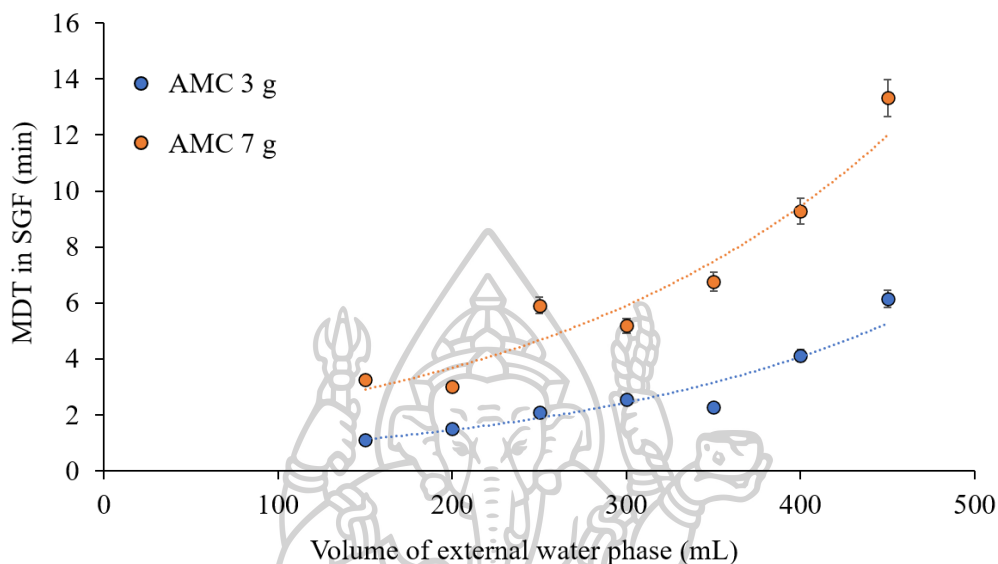 16
14
12
10
8
6
4
2
0
MDT in SGF (min)
AMC 3 g
AMC 7 g
0 100 200 300 400 500
Volume of external water phase (mL)